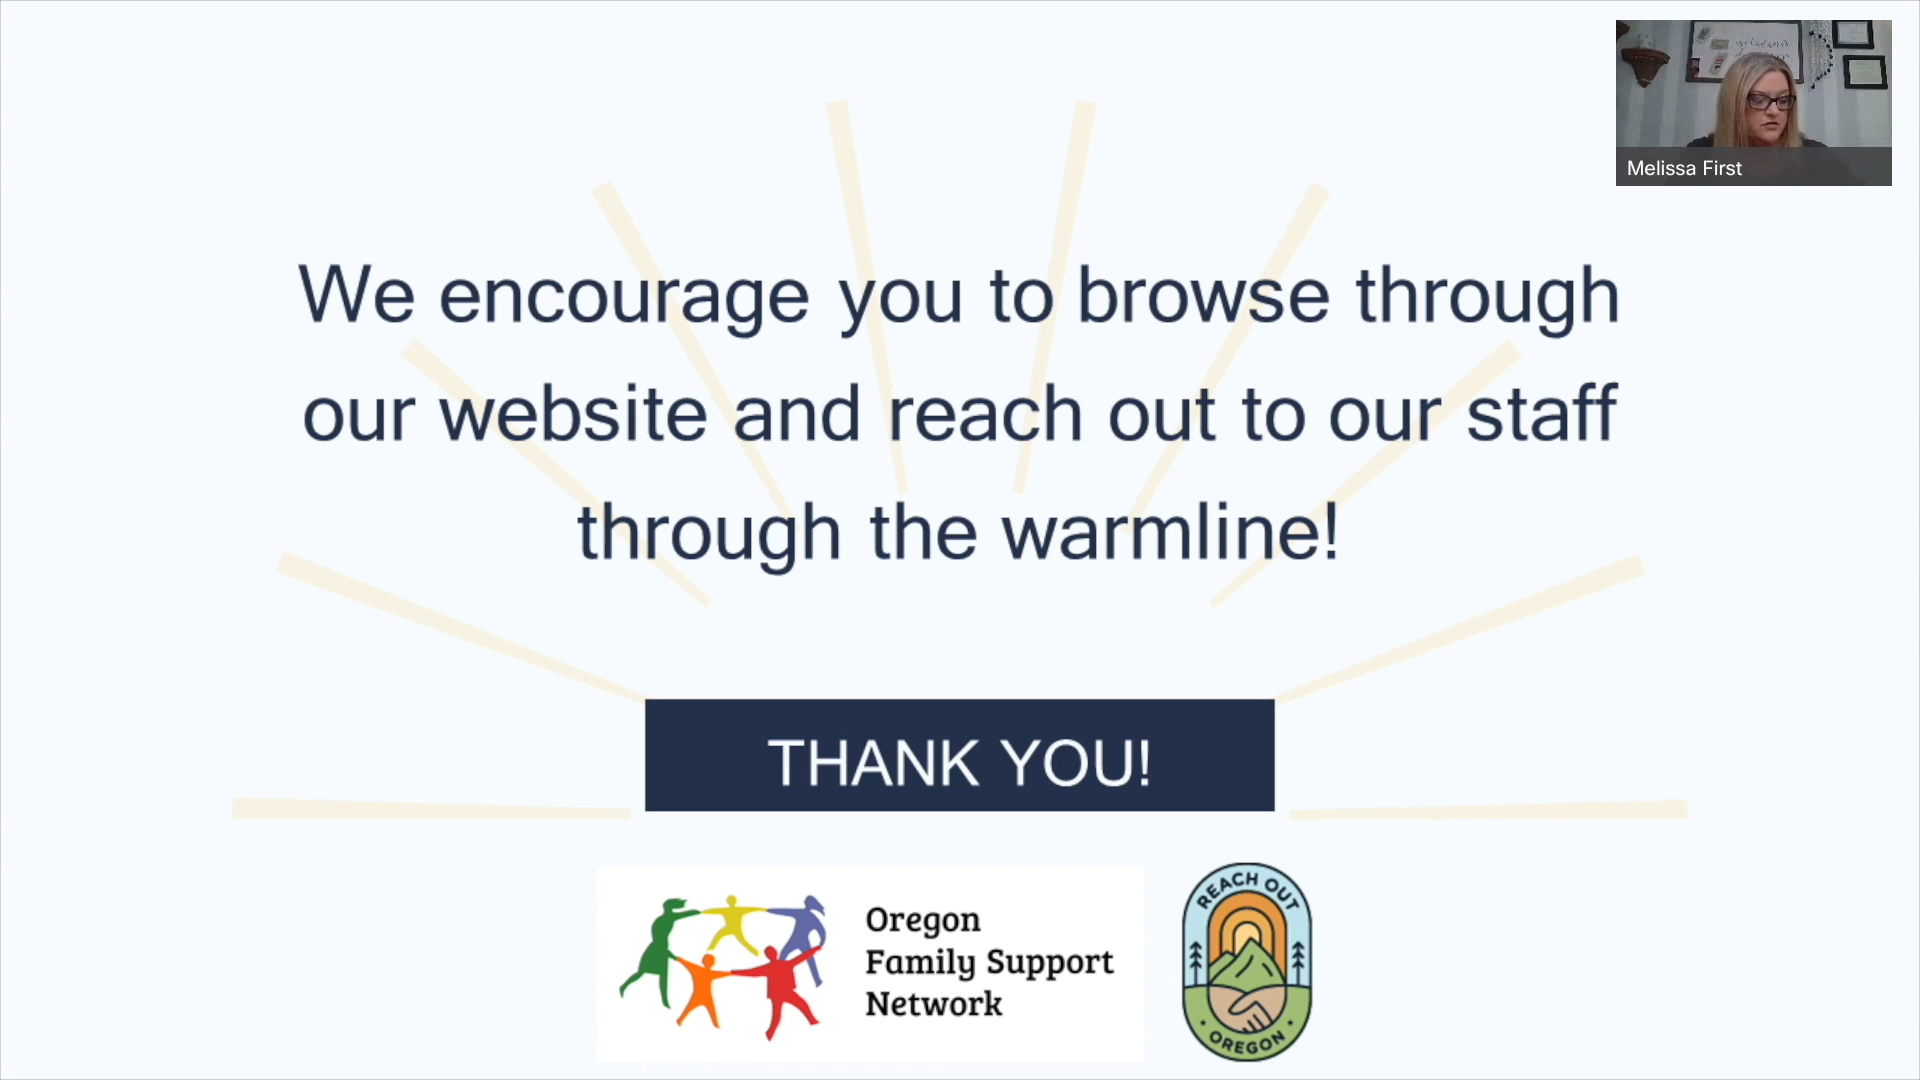 Melissa First
We encourage you to browse through
our website and reach out to our staff
through the warmline!
THANK YOU!
Oregon
Family Support
Network
REACH OUT
OREGON